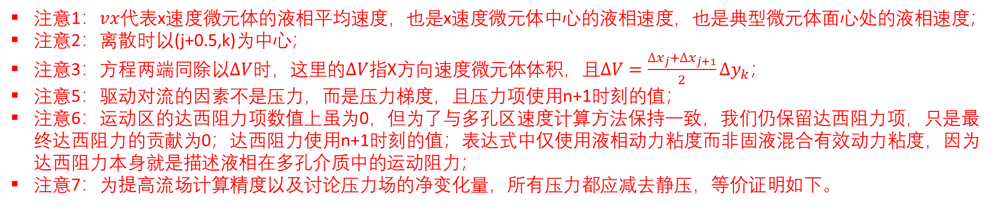 ▪ 注意1：vx代表x速度微元体的液相平均速度，也是x速度微元体中心的液相速度，也是典型微元体面心处的液相速度；
▪ 注意2：离散时以(j+0.5,k)为中心；
▪ 注意3：方程两端同除以ΔV时，这里的ΔV指X方向速度微元体体积，且ΔV = (Δx_j+Δx_{j+1})/2 Δy_k；
▪ 注意5：驱动对流的因素不是压力，而是压力梯度，且压力项使用n+1时刻的值；
▪ 注意6：运动区的达西阻力项数值上虽为0，但为了与多孔区速度计算方法保持一致，我们仍保留达西阻力项，只是最
终达西阻力的贡献为0；达西阻力使用n+1时刻的值；表达式中仅使用液相动力粘度而非固液混合有效动力粘度，因为
达西阻力本身就是描述液相在多孔介质中的运动阻力；
▪ 注意7：为提高流场计算精度以及讨论压力场的净变化量，所有压力都应减去静压，等价证明如下。